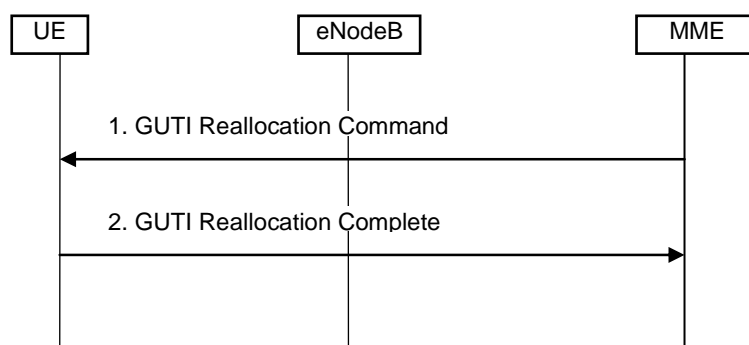 UE
eNodeB
MME
1. GUTI Reallocation Command
2. GUTI Reallocation Complete